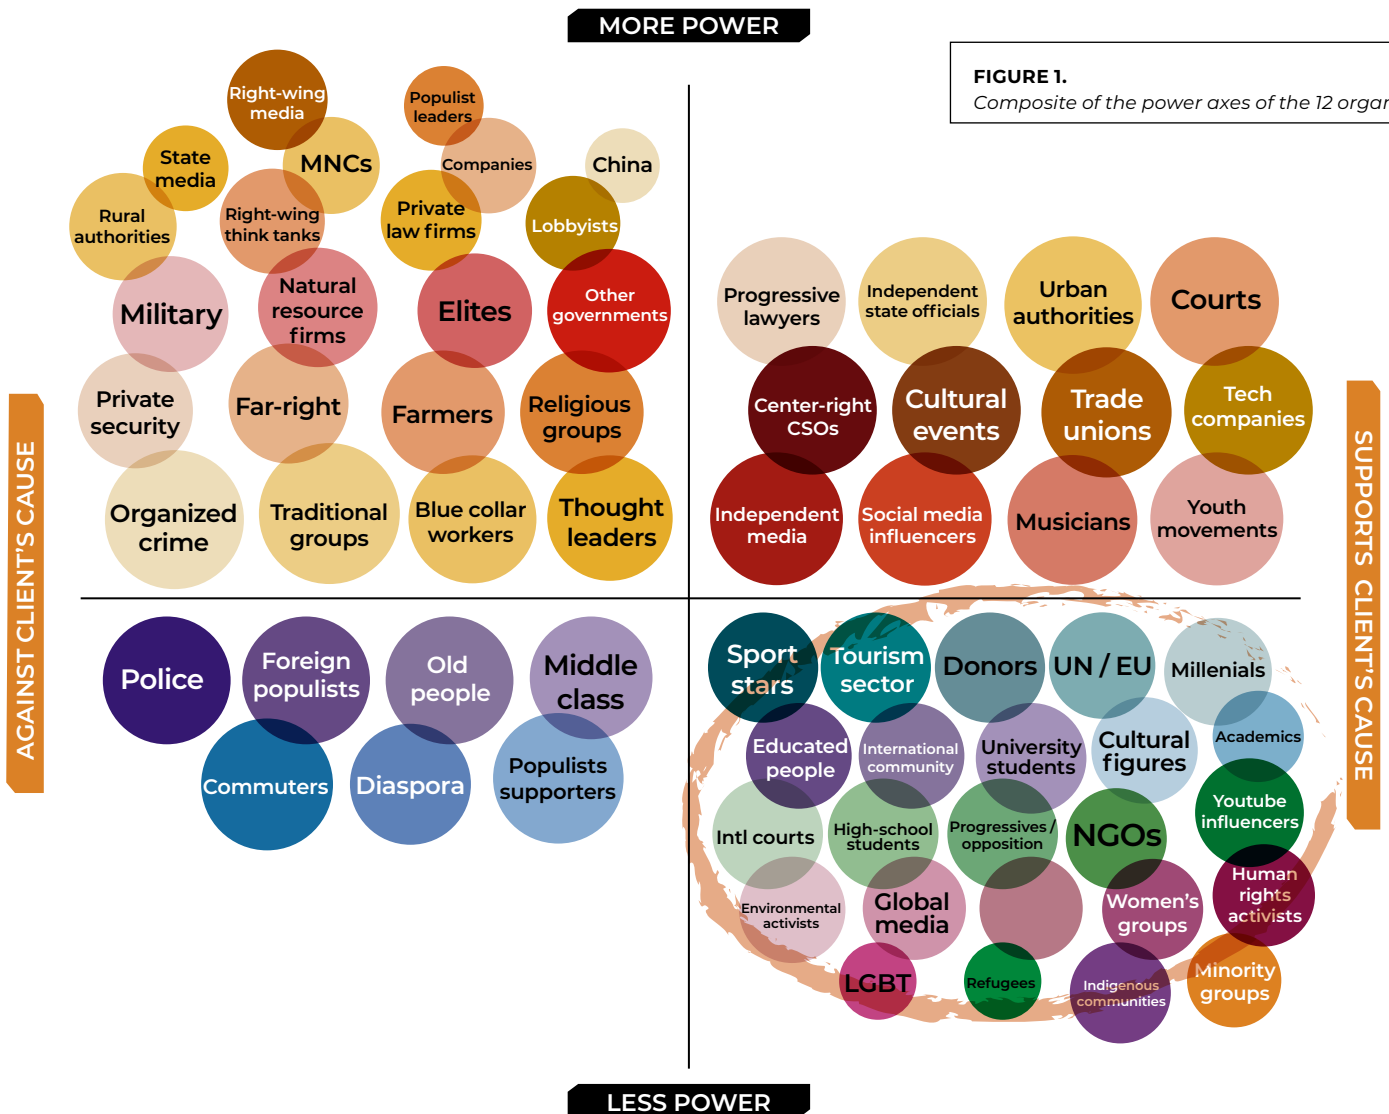 MORE POWER
FIGURE 1.
Composite of the power axes of the 12 organ
Right-wing
media
Populist
leaders
State
media
MNCs
Companies
China
Rural
authorities
Right-wing
think tanks
Private
law firms
Lobbyists
Military
Natural
resource
firms
Elites
Other
governments
Private
security
Far-right
Farmers
Religious
groups
Organized
crime
Traditional
groups
Blue collar
workers
Thought
leaders
Progressive
lawyers
Independent
state officials
Urban
authorities
Courts
Center-right
CSOs
Cultural
events
Trade
unions
Tech
companies
Independent
media
Social media
influencers
Musicians
Youth
movements
AGAINST CLIENT'S CAUSE
SUPPORTS CLIENT'S CAUSE
Police
Foreign
populists
Old
people
Middle
class
Commuters
Diaspora
Populists
supporters
Sport
stars
Tourism
sector
Donors
UN / EU
Millenials
Educated
people
International
community
University
students
Cultural
figures
Academics
Intl courts
High-school
students
Progressives /
opposition
NGOs
Youtube
influencers
Environmental
activists
Global
media
Women's
groups
Human
rights
activists
LGBT
Refugees
Indigenous
communities
Minority
groups
LESS POWER